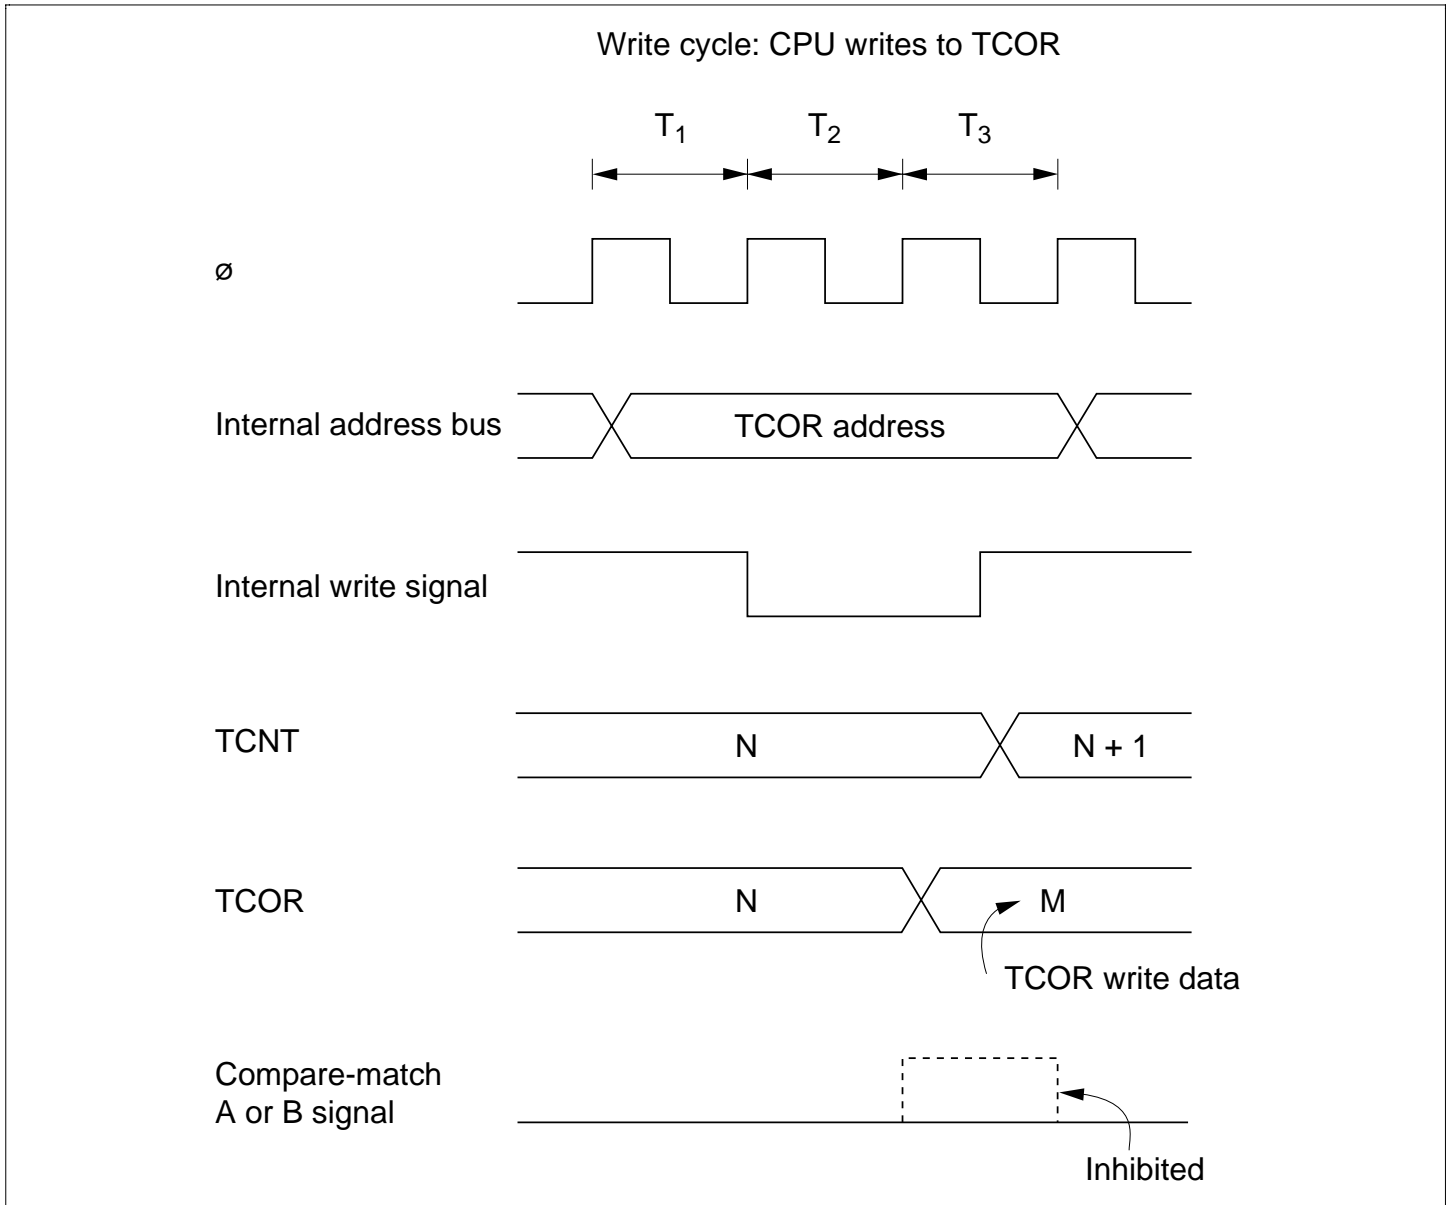 Write cycle: CPU writes to TCOR
T1 T2 T3
ø
Internal address bus
TCOR address
Internal write signal
TCNT
N
N + 1
TCOR
N
M
TCOR write data
Compare-match
A or B signal
Inhibited